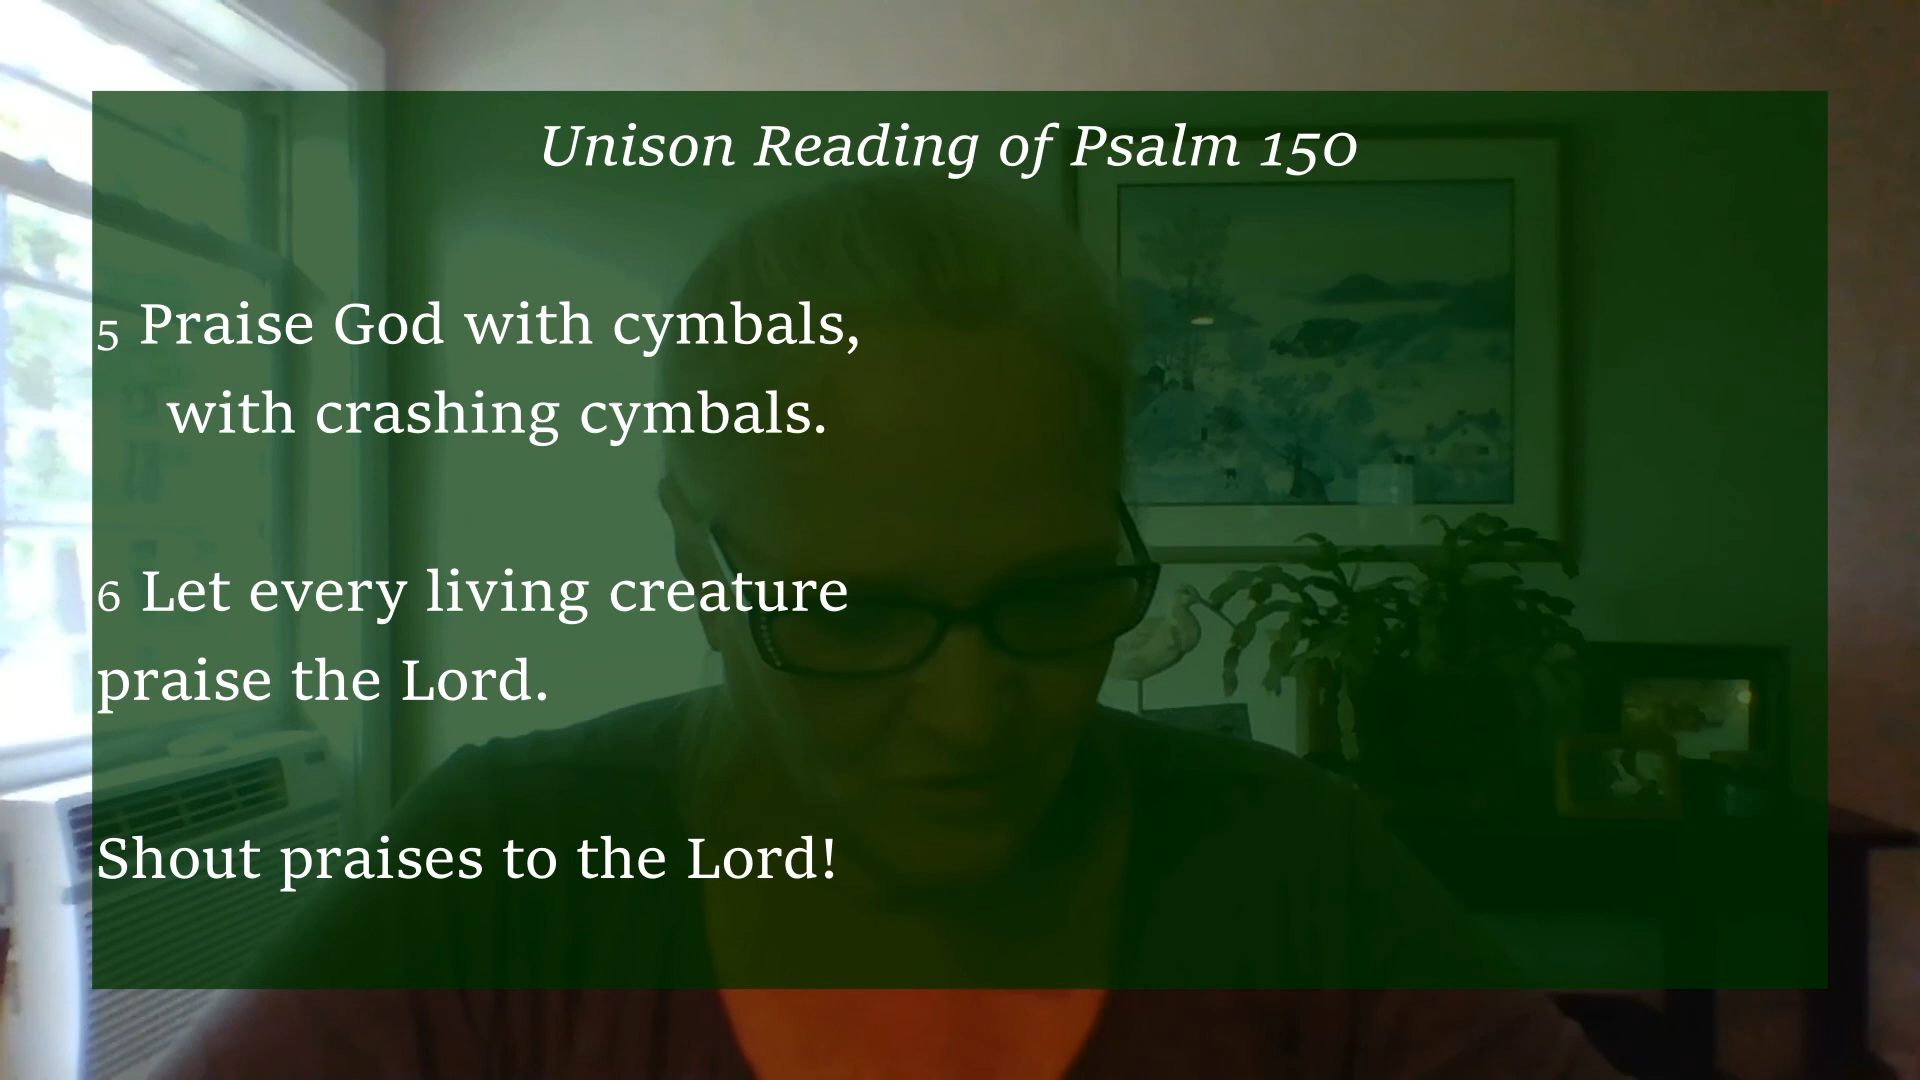 Unison Reading of Psalm 150
5 Praise God with cymbals,
with crashing cymbals.
6 Let every living creature
praise the Lord.
Shout praises to the Lord!